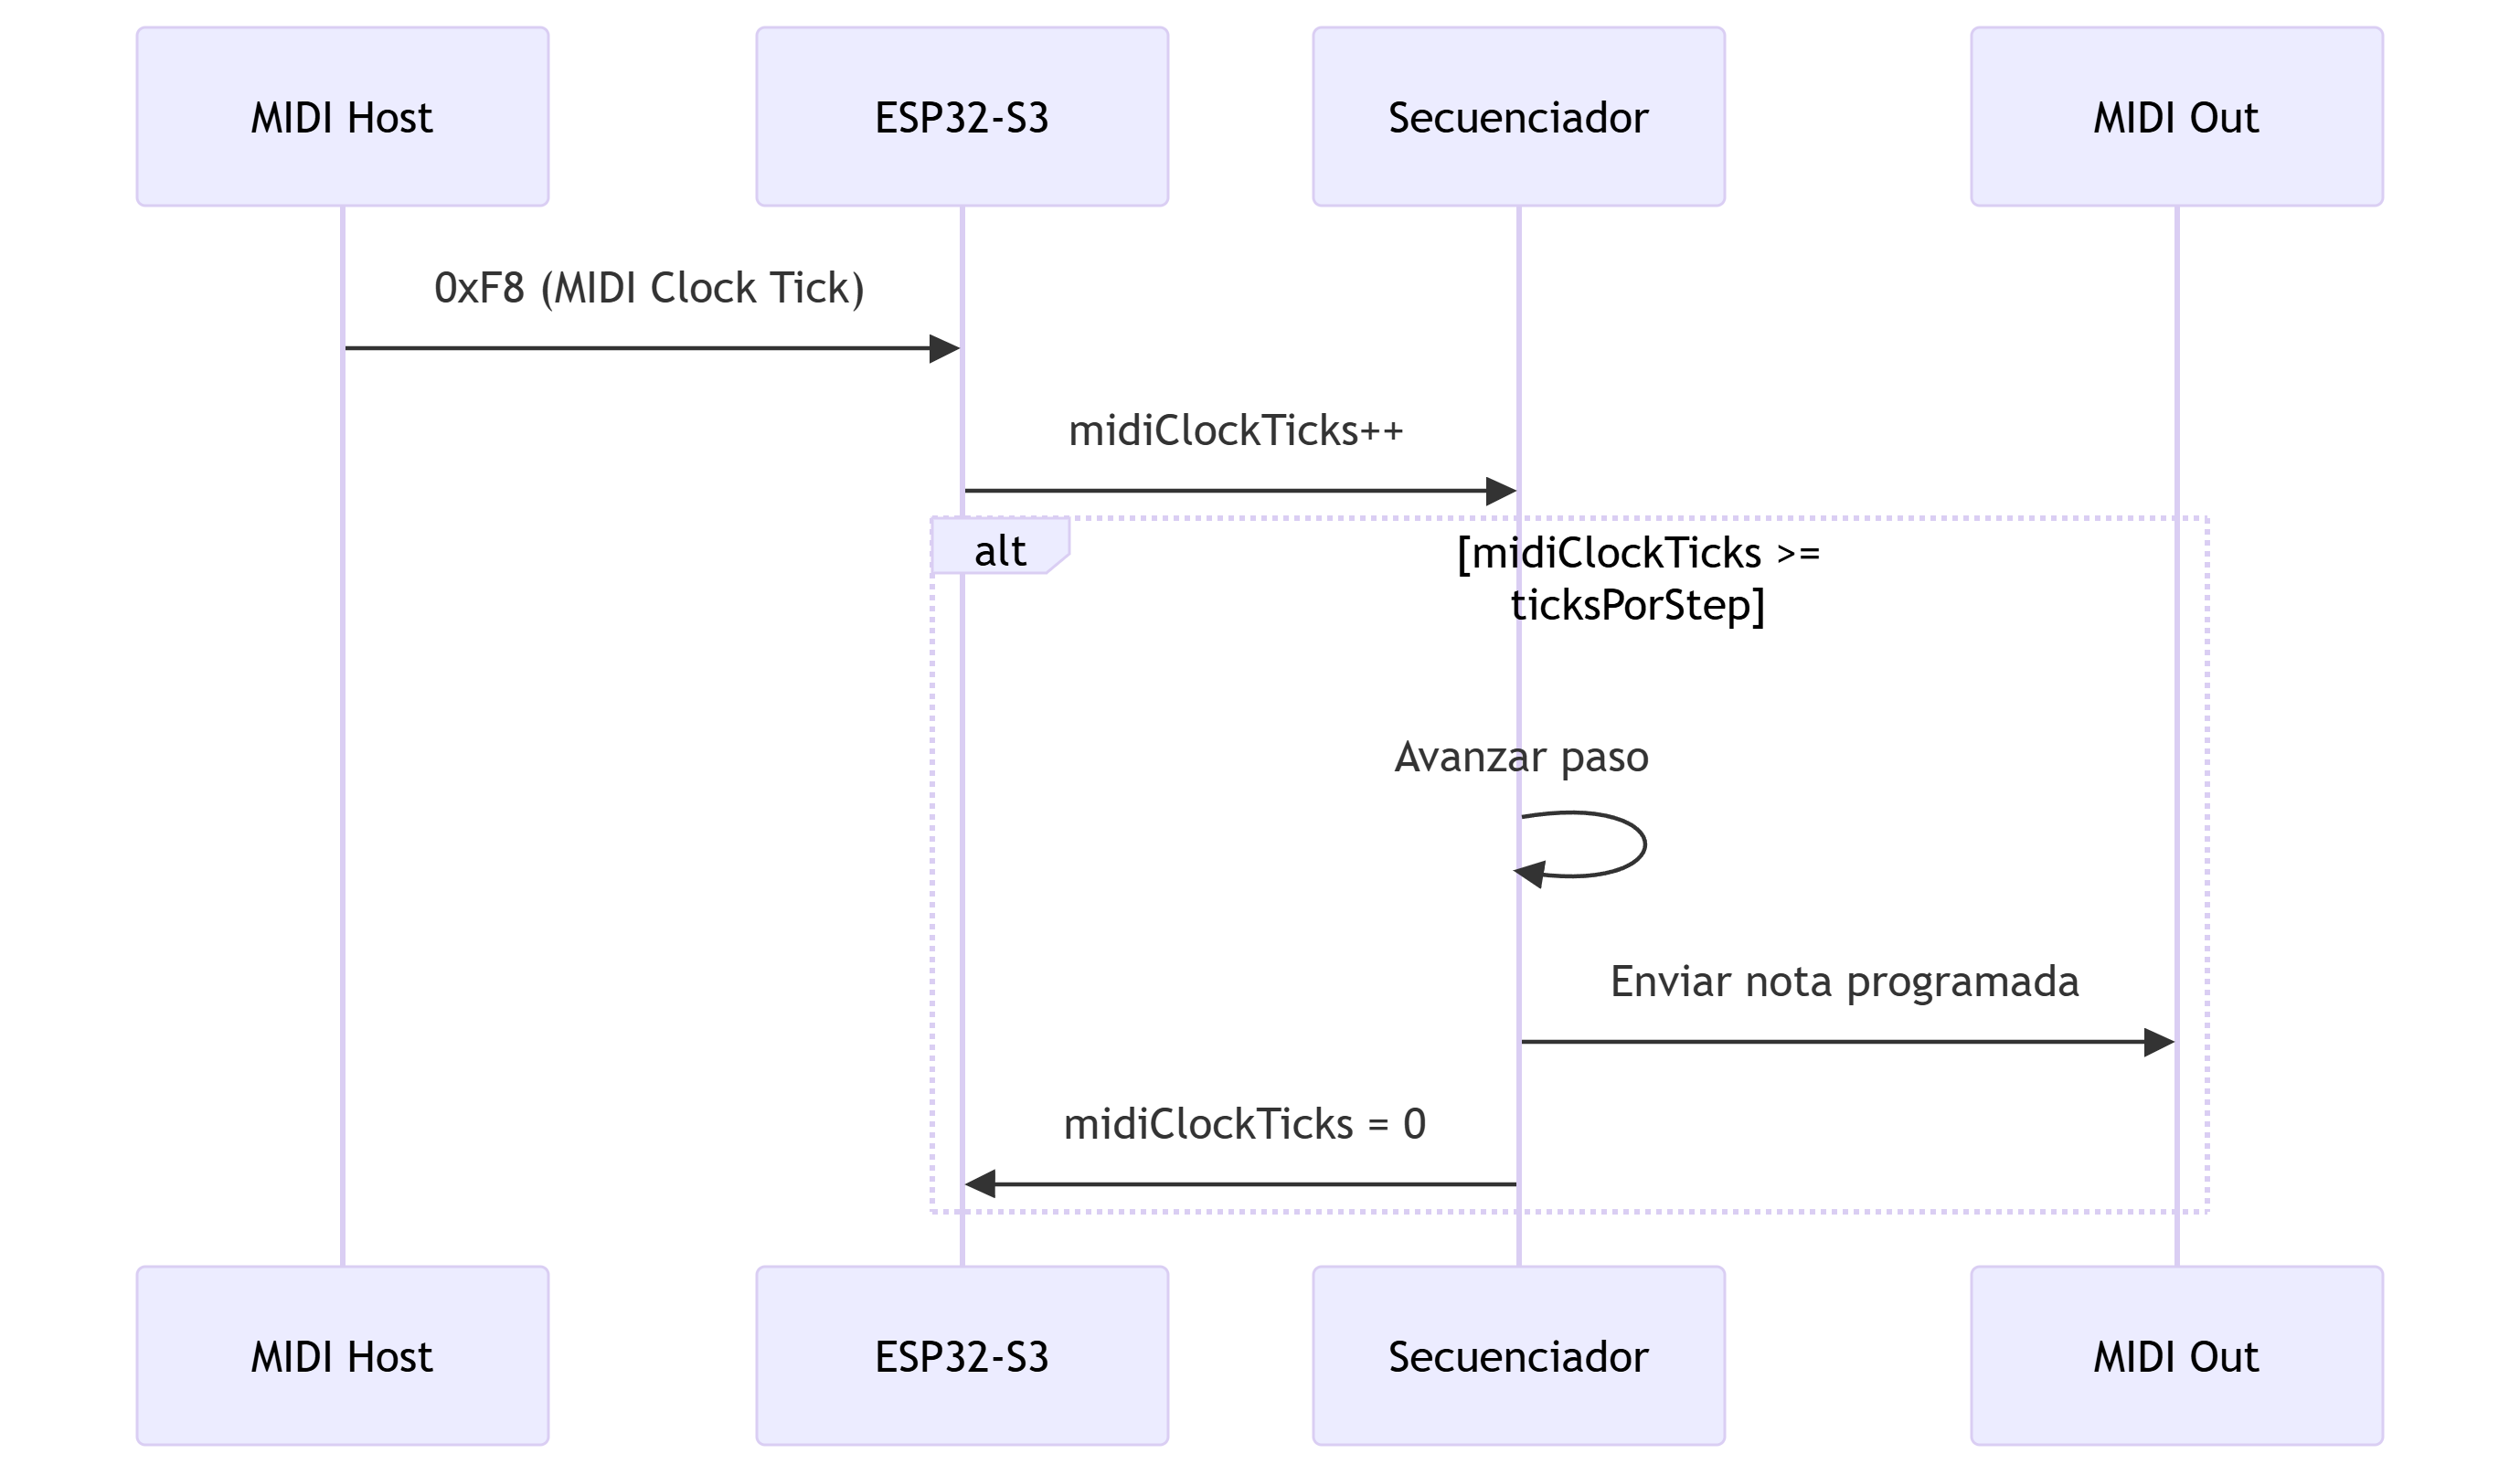 MIDI Host
ESP32-S3
Secuenciador
MIDI Out
0xF8 (MIDI Clock Tick)
midiClockTicks++
alt
[midiClockTicks >=
ticksPorStep]
Avanzar paso
Enviar nota programada
midiClockTicks = 0
MIDI Host
ESP32-S3
Secuenciador
MIDI Out